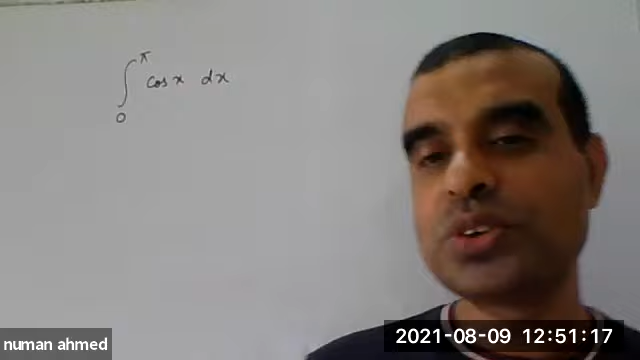 ∫₀^π cos x dx
numan ahmed
2021-08-09 12:51:17